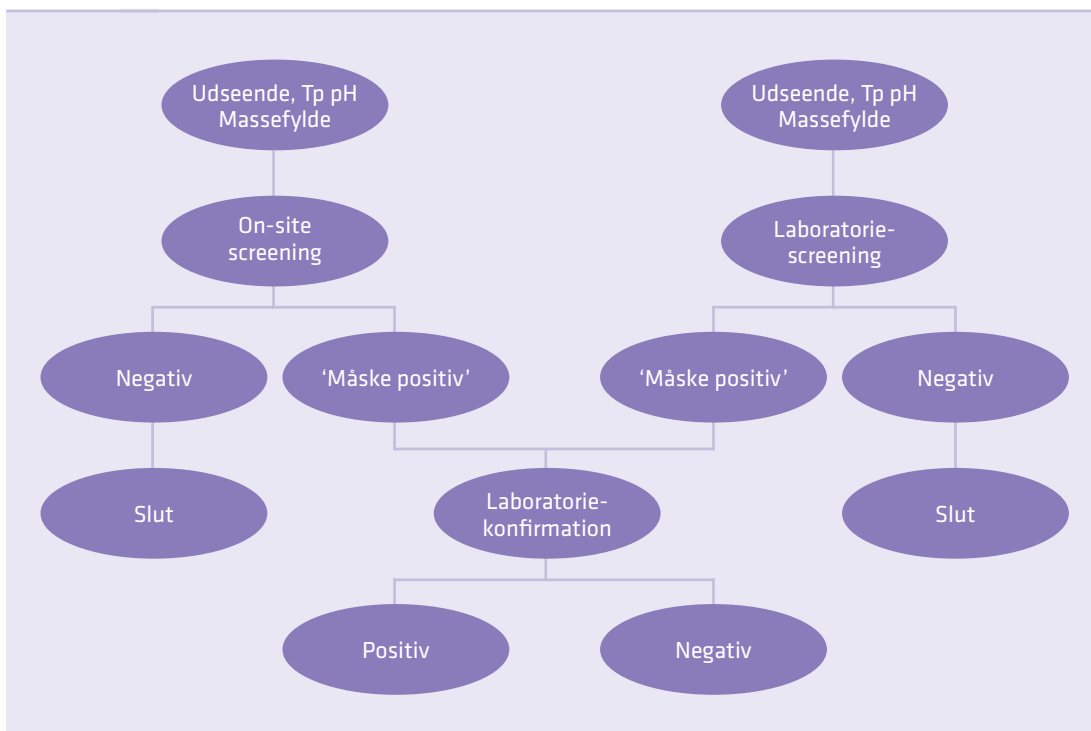 Udseende, Tp pH
Massefylde
Udseende, Tp pH
Massefylde
On-site
screening
Laboratorie-
screening
Negativ
‘Måske positiv’
‘Måske positiv’
Negativ
Slut
Laboratorie-
konfirmation
Slut
Positiv
Negativ